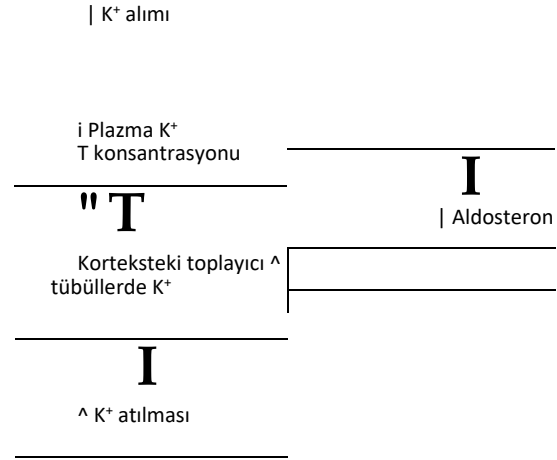 | K⁺ alımı
i Plazma K⁺
T konsantrasyonu
I
" T
| Aldosteron
Korteksteki toplayıcı ^
tübüllerde K⁺
I
^ K⁺ atılması